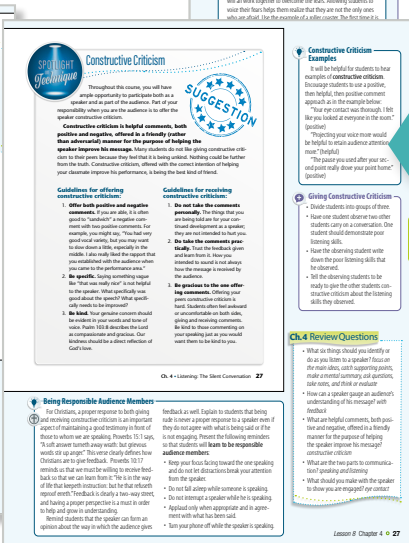 will all work together to overcome the fears. Allowing students to
voice their fears helps them realize that they are not the only ones
who are afraid. Use the example of a roller coaster. The first time it is
SPOTLIGHT
Technique
Constructive Criticism
SUGGESTION
Throughout this course, you will have
ample opportunity to participate both as a
speaker and as part of the audience. Part of your
responsibility when you are the audience is to offer the
speaker constructive criticism.
Constructive criticism is helpful comments, both
positive and negative, offered in a friendly (rather
than adversarial) manner for the purpose of helping the
speaker improve his message. Many students do not like giving constructive criti-
cism to their peers because they feel that it is being unkind. Nothing could be further
from the truth. Constructive criticism, offered with the correct intention of helping
your classmate improve his performance, is being the best kind of friend.
Guidelines for offering
constructive criticism:
1. Offer both positive and negative
comments. If you are able, it is often
good to "sandwich" a negative com-
ment with two positive comments. For
example, you might say, "You had very
good vocal variety, but you may want
to slow down a little, especially in the
middle. I also really liked the rapport that
you established with the audience when
you came to the performance area."
2. Be specific. Saying something vague
like "that was really nice" is not helpful
to the speaker. What specifically was
good about the speech? What specifi-
cally needs to be improved?
3. Be kind. Your genuine concern should
be evident in your words and tone of
voice. Psalm 103:8 describes the Lord
as compassionate and gracious. Our
kindness should be a direct reflection of
God's love.
Guidelines for receiving
constructive criticism:
1. Do not take the comments
personally. The things that you
are being told are for your con-
tinued development as a speaker;
they are not intended to hurt you.
2. Do take the comments prac-
tically. Trust the feedback given
and learn from it. How you
intended to sound is not always
how the message is received by
the audience.
3. Be gracious to the one offer-
ing comments. Offering your
peers constructive criticism is
hard. Students often feel awkward
or uncomfortable on both sides,
giving and receiving comments.
Be kind to those commenting on
your speaking just as you would
want them to be kind to you.
Ch. 4 • Listening: The Silent Conversation 27
Constructive Criticism
Examples
It will be helpful for students to hear
examples of constructive criticism.
Encourage students to use a positive,
then helpful, then positive comment
approach as in the example below:
"Your eye contact was thorough. I felt
like you looked at everyone in the room."
(positive)
"Projecting your voice more would
be helpful to retain audience attention
more." (helpful)
"The pause you used after your sec-
ond point really drove your point home."
(positive)
Giving Constructive Criticism
• Divide students into groups of three.
• Have one student observe two other
students carry on a conversation. One
student should demonstrate poor
listening skills.
• Have the observing student write
down the poor listening skills that
he observed.
• Tell the observing students to be
ready to give the other students con-
structive criticism about the listening
skills they observed.
Ch.4 Review Questions
• What six things should you identify or
do as you listen to a speaker? focus on
the main ideas, catch supporting points,
make a mental summary, ask questions,
take notes, and think or evaluate
• How can a speaker gauge an audience's
understanding of his message? with
feedback
• What are helpful comments, both posi-
tive and negative, offered in a friendly
manner for the purpose of helping
the speaker improve his message?
constructive criticism
• What are the two parts to communica-
tion? speaking and listening
• What should you make with the speaker
to show you are engaged? eye contact
Being Responsible Audience Members
For Christians, a proper response to both giving
and receiving constructive criticism is an important
aspect of maintaining a good testimony in front of
those to whom we are speaking. Proverbs 15:1 says,
"A soft answer turneth away wrath: but grievous
words stir up anger." This verse clearly defines how
Christians are to give feedback. Proverbs 10:17
reminds us that we must be willing to receive feed-
back so that we can learn from it: "He is in the way
of life that keepeth instruction: but he that refuseth
reproof erreth." Feedback is clearly a two-way street,
and having a proper perspective is a must in order
to help and grow in understanding.
Remind students that the speaker can form an
opinion about the way in which the audience gives
feedback as well. Explain to students that being
rude is never a proper response to a speaker even if
they do not agree with what is being said or if he
is not engaging. Present the following reminders
so that students will learn to be responsible
audience members:
• Keep your focus facing toward the one speaking
and do not let distractions break your attention
from the speaker.
• Do not fall asleep while someone is speaking.
• Do not interrupt a speaker while he is speaking.
• Applaud only when appropriate and in agree-
ment with what has been said.
• Turn your phone off while the speaker is speaking.
Lesson 8 Chapter 4 27